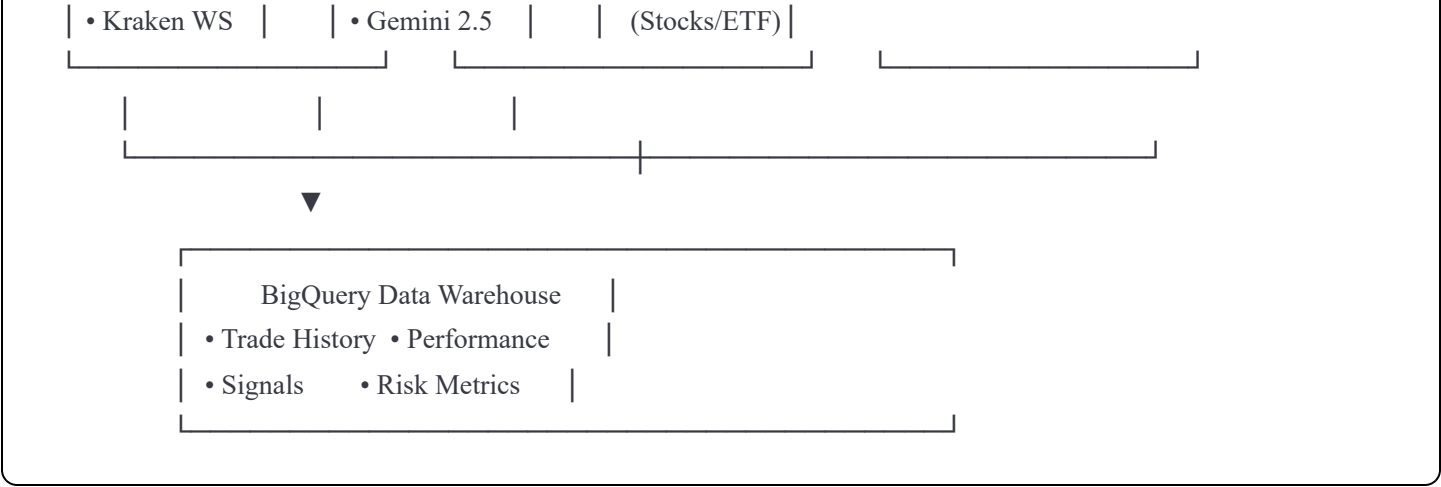 │ • Kraken WS │ │ • Gemini 2.5 │ │ (Stocks/ETF) │
└───────────┘ └─────────────┘ └───────────┘
│ │ │
└───────────────────┼───────────────────┘
▼
┌─────────────────────────────┐
│ BigQuery Data Warehouse │
│ • Trade History • Performance │
│ • Signals • Risk Metrics │
└─────────────────────────────┘